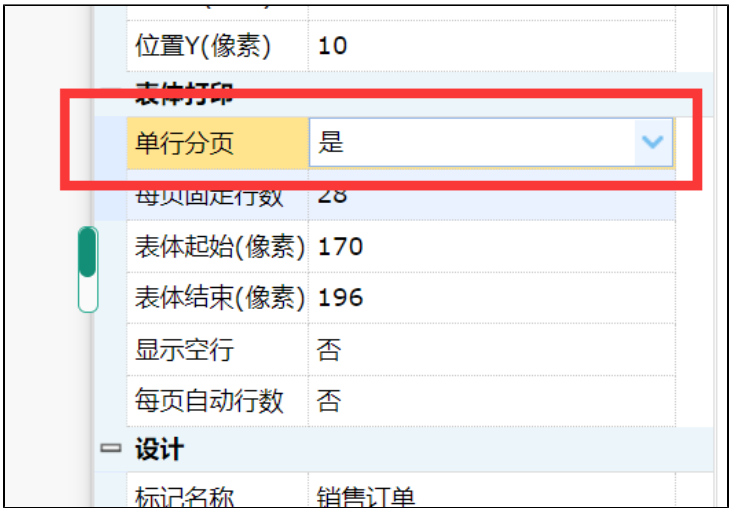 位置Y(像素) 10
表体打印
单行分页 是
每页固定行数 28
表体起始(像素) 170
表体结束(像素) 196
显示空行 否
每页自动行数 否
设计
标记名称 销售订单